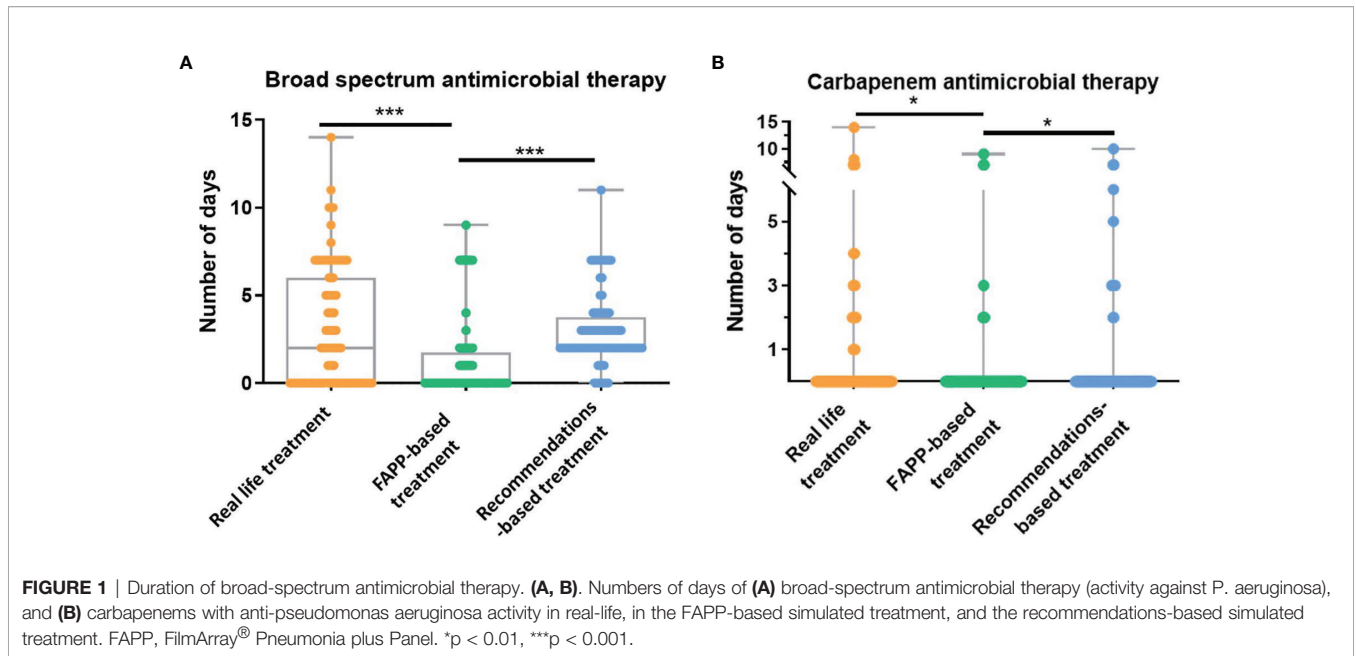 A
Broad spectrum antimicrobial therapy
***
***
Number of days
15
10
5
0
Real life treatment
FAPP-based
treatment
Recommendations
-based treatment
B
Carbapenem antimicrobial therapy
*
*
Number of days
15
10
5
3
1
Real life
treatment
FAPP-based
treatment
Recommendations-
based treatment
FIGURE 1 | Duration of broad-spectrum antimicrobial therapy. (A, B). Numbers of days of (A) broad-spectrum antimicrobial therapy (activity against P. aeruginosa),
and (B) carbapenems with anti-pseudomonas aeruginosa activity in real-life, in the FAPP-based simulated treatment, and the recommendations-based simulated
treatment. FAPP, FilmArray® Pneumonia plus Panel. *p < 0.01, ***p < 0.001.